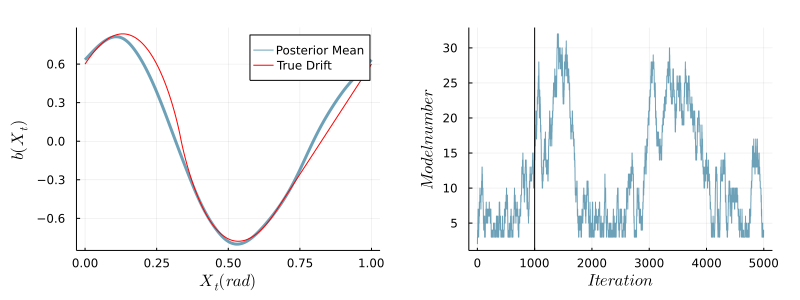 Posterior Mean
True Drift
0.6
0.3
0.0
−0.3
−0.6
b(X_t)
0.00 0.25 0.50 0.75 1.00
X_t(rad)
30
25
20
15
10
5
Modelnumber
0 1000 2000 3000 4000 5000
Iteration